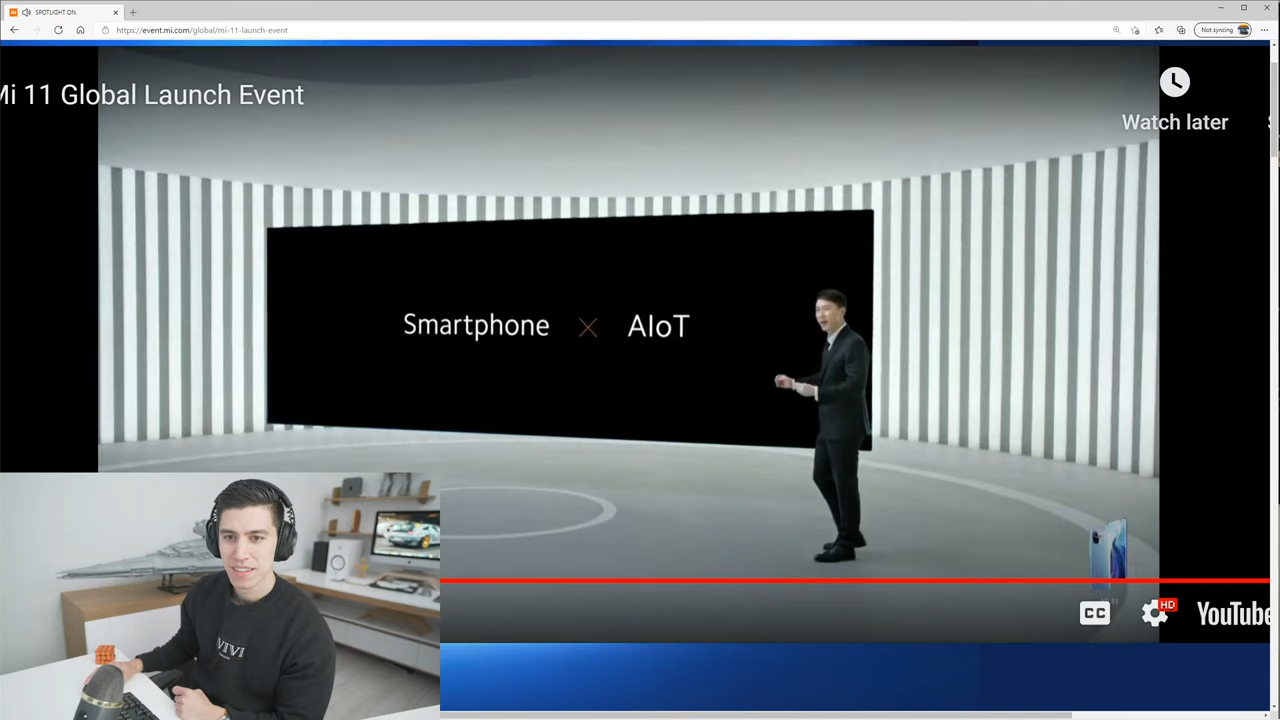 SPOTLIGHT ON
https://event.mi.com/global/mi-11-launch-event
Not syncing
Mi 11 Global Launch Event
Watch later
Smartphone × AIoT
CC
HD
YouTube